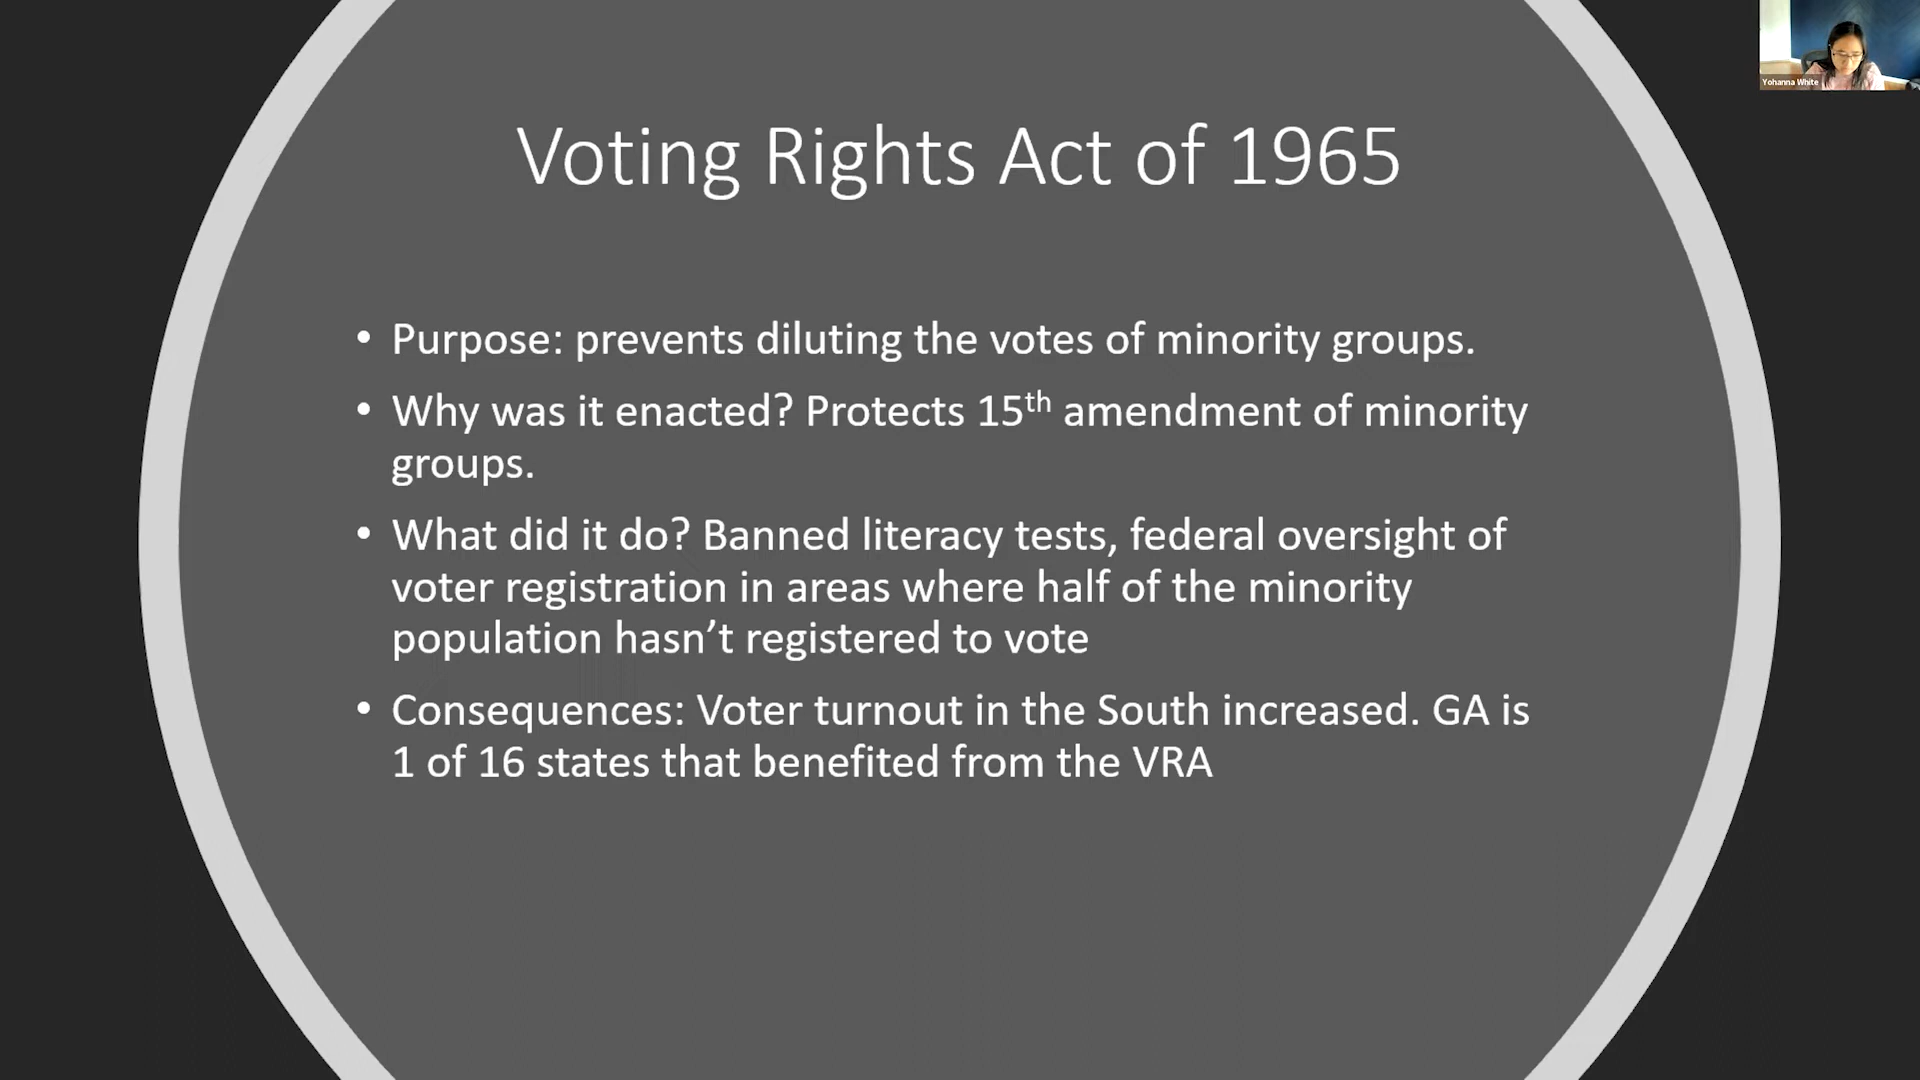 Yohanna White
Voting Rights Act of 1965
• Purpose: prevents diluting the votes of minority groups.
• Why was it enacted? Protects 15th amendment of minority
groups.
• What did it do? Banned literacy tests, federal oversight of
voter registration in areas where half of the minority
population hasn’t registered to vote
• Consequences: Voter turnout in the South increased. GA is
1 of 16 states that benefited from the VRA